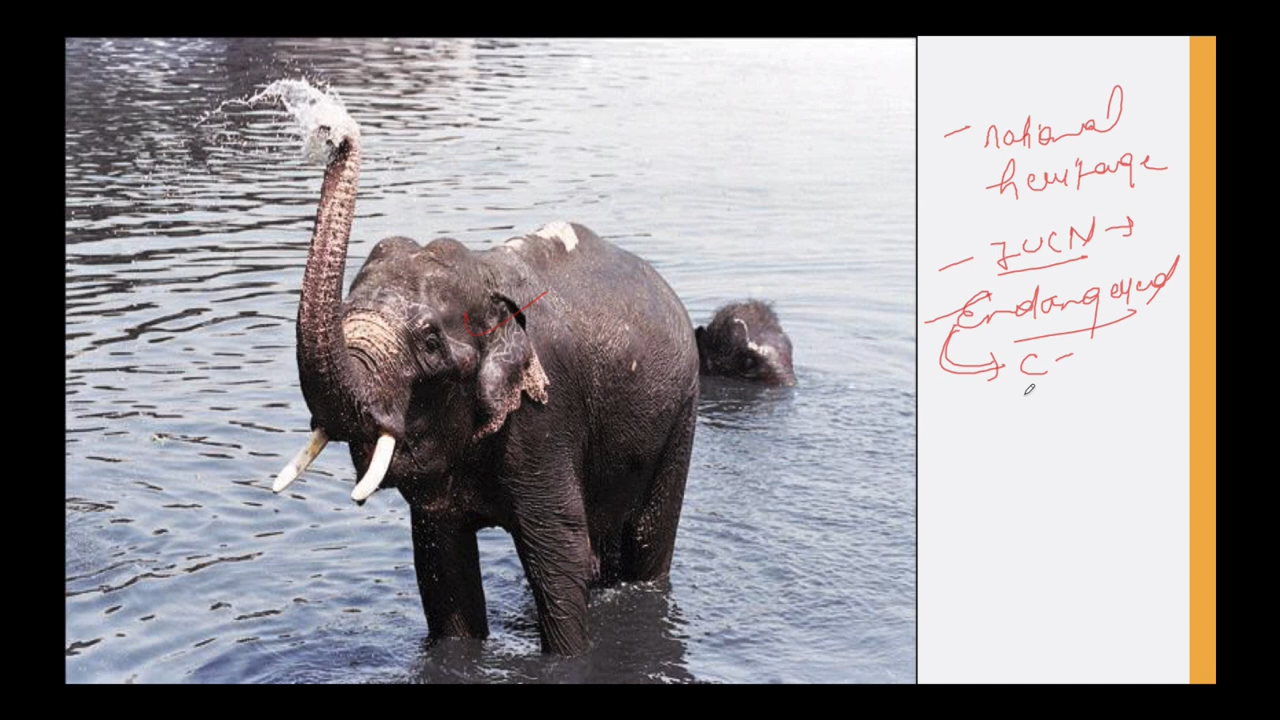 - national
heritage
- IUCN →
Endangered
→ C -